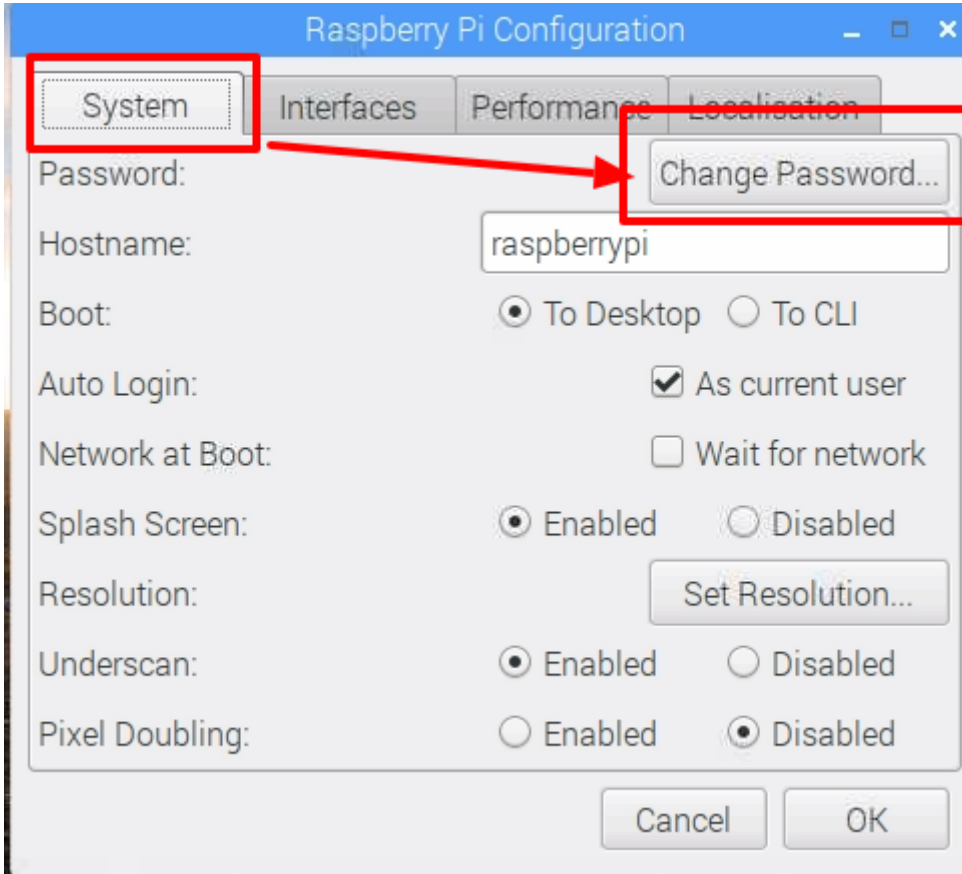 Raspberry Pi Configuration
System Interfaces Performance Localisation
Password: Change Password...
Hostname: raspberrypi
Boot: To Desktop To CLI
Auto Login: As current user
Network at Boot: Wait for network
Splash Screen: Enabled Disabled
Resolution: Set Resolution...
Underscan: Enabled Disabled
Pixel Doubling: Enabled Disabled
Cancel OK